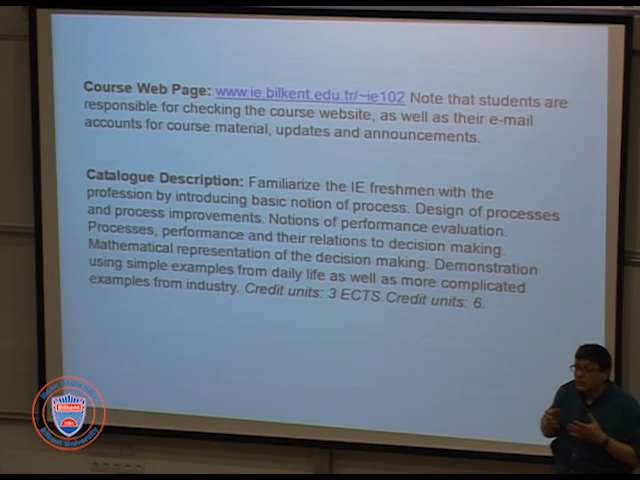 Course Web Page: www.ie.bilkent.edu.tr/~ie102 Note that students are
responsible for checking the course website, as well as their e-mail
accounts for course material, updates and announcements.
Catalogue Description: Familiarize the IE freshmen with the
profession by introducing basic notion of process. Design of processes
and process improvements. Notions of performance evaluation.
Processes, performance and their relations to decision making.
Mathematical representation of the decision making. Demonstration
using simple examples from daily life as well as more complicated
examples from industry. Credit units: 3 ECTS Credit units: 6.
Bilkent
Bilkent University